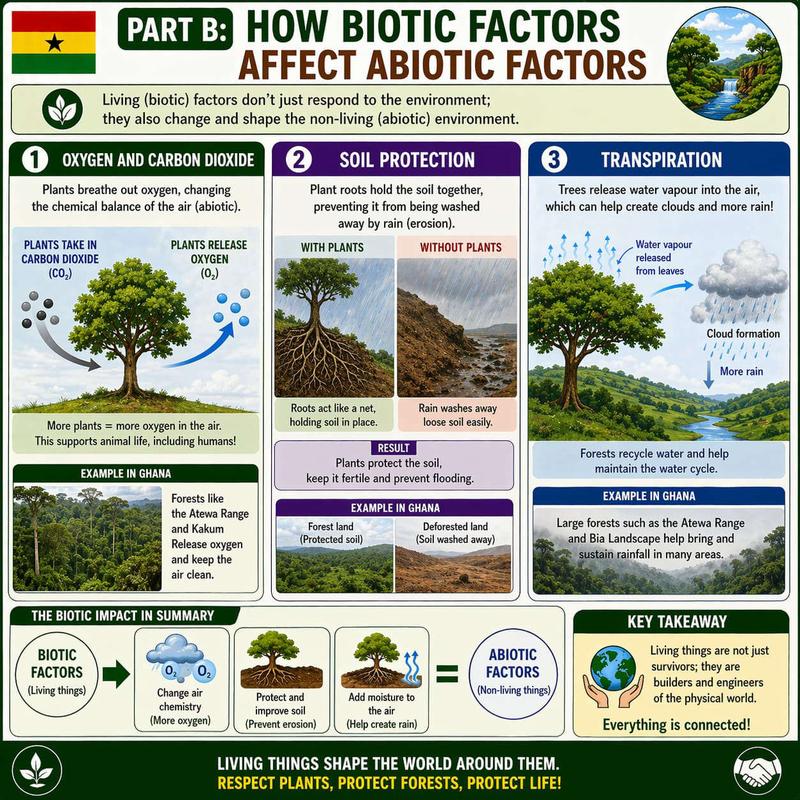 PART B: HOW BIOTIC FACTORS
AFFECT ABIOTIC FACTORS
Living (biotic) factors don't just respond to the environment;
they also change and shape the non-living (abiotic) environment.
1 OXYGEN AND CARBON DIOXIDE
Plants breathe out oxygen, changing
the chemical balance of the air (abiotic).
PLANTS TAKE IN
CARBON DIOXIDE
(CO₂)
PLANTS RELEASE
OXYGEN
(O₂)
More plants = more oxygen in the air.
This supports animal life, including humans!
EXAMPLE IN GHANA
Forests like
the Atewa Range
and Kakum
Release oxygen
and keep the
air clean.
2 SOIL PROTECTION
Plant roots hold the soil together,
preventing it from being washed
away by rain (erosion).
WITH PLANTS
WITHOUT PLANTS
Roots act like a net,
holding soil in place.
Rain washes away
loose soil easily.
RESULT
Plants protect the soil,
keep it fertile and prevent flooding.
EXAMPLE IN GHANA
Forest land
(Protected soil)
Deforested land
(Soil washed away)
3 TRANSPIRATION
Trees release water vapour into the air,
which can help create clouds and more rain!
Water vapour
released
from leaves
Cloud formation
More rain
Forests recycle water and help
maintain the water cycle.
EXAMPLE IN GHANA
Large forests such as the Atewa Range
and Bia Landscape help bring and
sustain rainfall in many areas.
THE BIOTIC IMPACT IN SUMMARY
BIOTIC
FACTORS
(Living things)
O₂ O₂
Change air
chemistry
(More oxygen)
Protect and
improve soil
(Prevent erosion)
Add moisture to
the air
(Help create rain)
=
ABIOTIC
FACTORS
(Non-living things)
KEY TAKEAWAY
Living things are not just
survivors; they are
builders and engineers
of the physical world.
Everything is connected!
LIVING THINGS SHAPE THE WORLD AROUND THEM.
RESPECT PLANTS, PROTECT FORESTS, PROTECT LIFE!